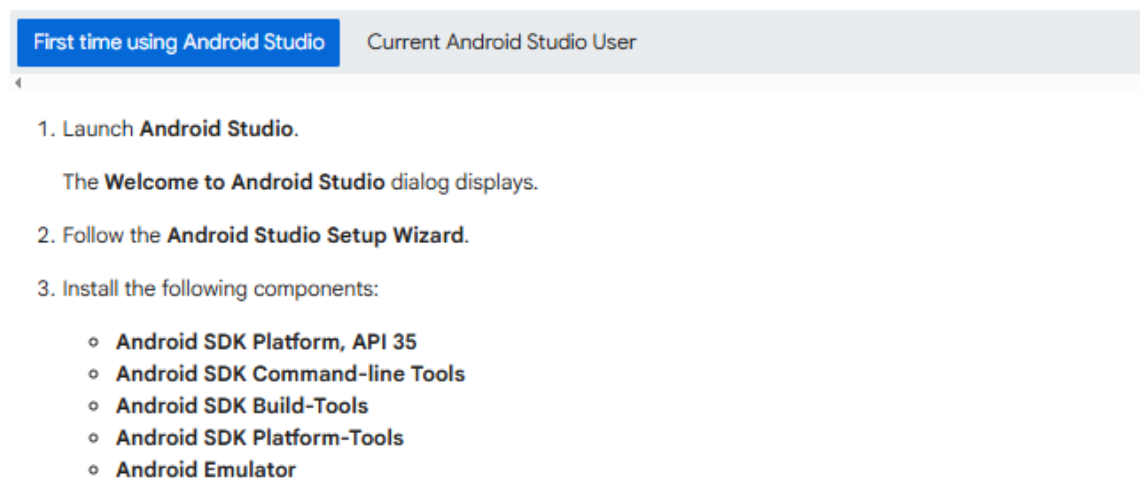 First time using Android Studio
Current Android Studio User
1. Launch Android Studio.
The Welcome to Android Studio dialog displays.
2. Follow the Android Studio Setup Wizard.
3. Install the following components:
Android SDK Platform, API 35
Android SDK Command-line Tools
Android SDK Build-Tools
Android SDK Platform-Tools
Android Emulator